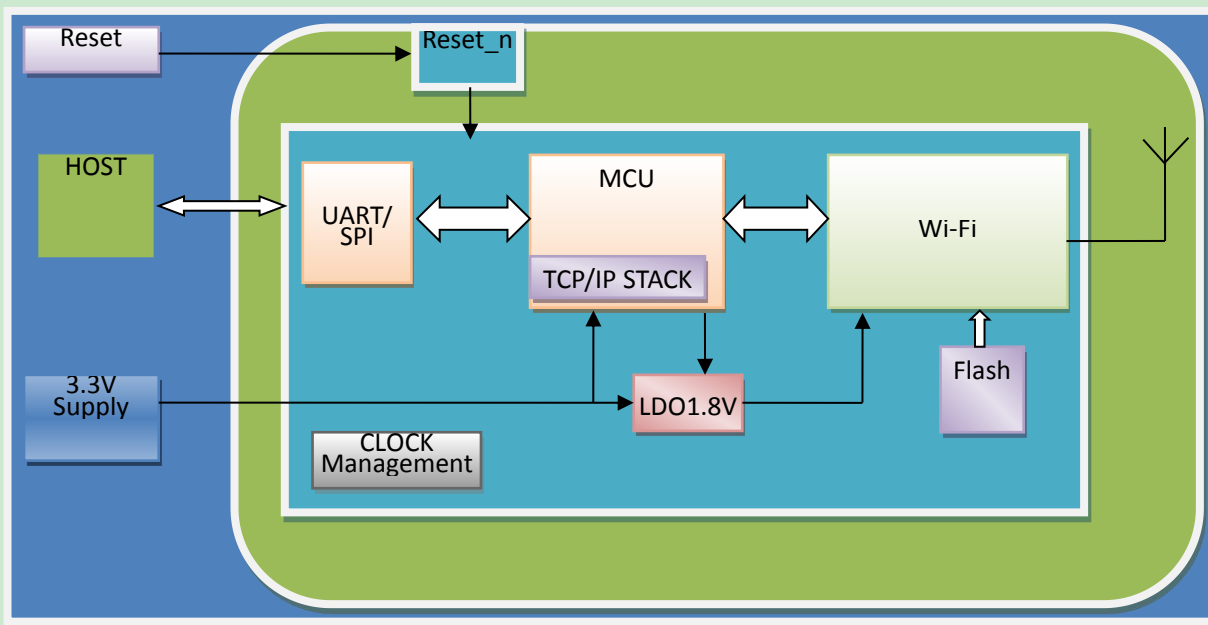 Reset
Reset_n
HOST
UART/
SPI
MCU
TCP/IP STACK
Wi-Fi
3.3V
Supply
LDO1.8V
Flash
CLOCK
Management